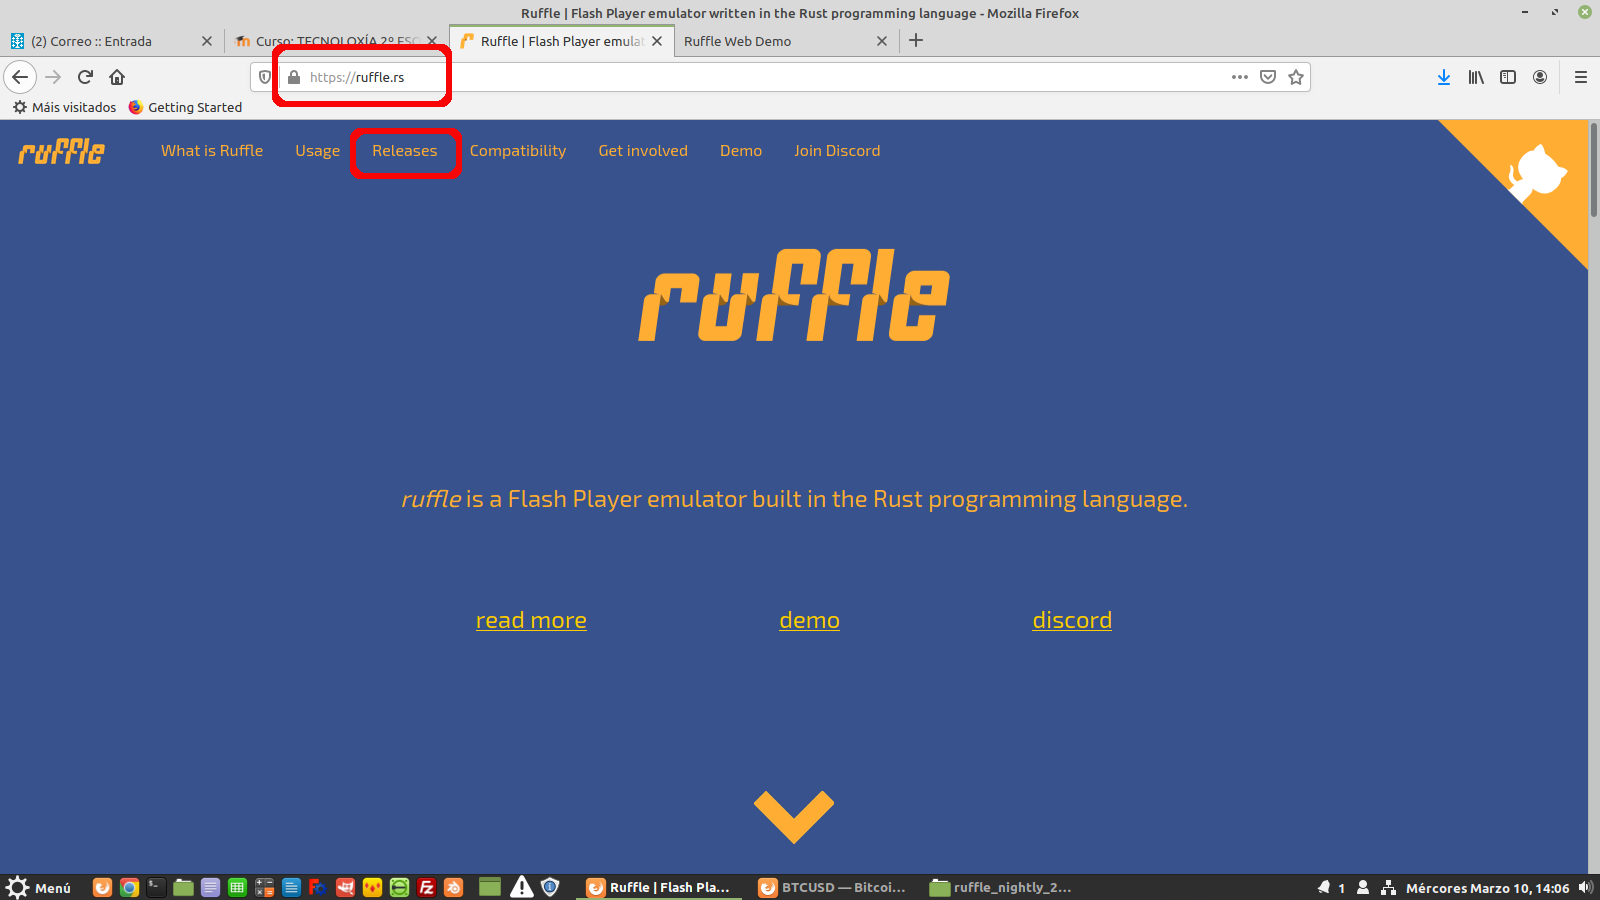 Ruffle | Flash Player emulator written in the Rust programming language - Mozilla Firefox
(2) Correo :: Entrada
Curso: TECNOLOXÍA 2º ESO
Ruffle | Flash Player emulat
Ruffle Web Demo
https://ruffle.rs
Máis visitados
Getting Started
ruffle
What is Ruffle
Usage
Releases
Compatibility
Get involved
Demo
Join Discord
ruffle
ruffle is a Flash Player emulator built in the Rust programming language.
read more
demo
discord
Menú
Ruffle | Flash Pla...
BTCUSD — Bitcoi...
ruffle_nightly_2...
1
Mércores Marzo 10, 14:06